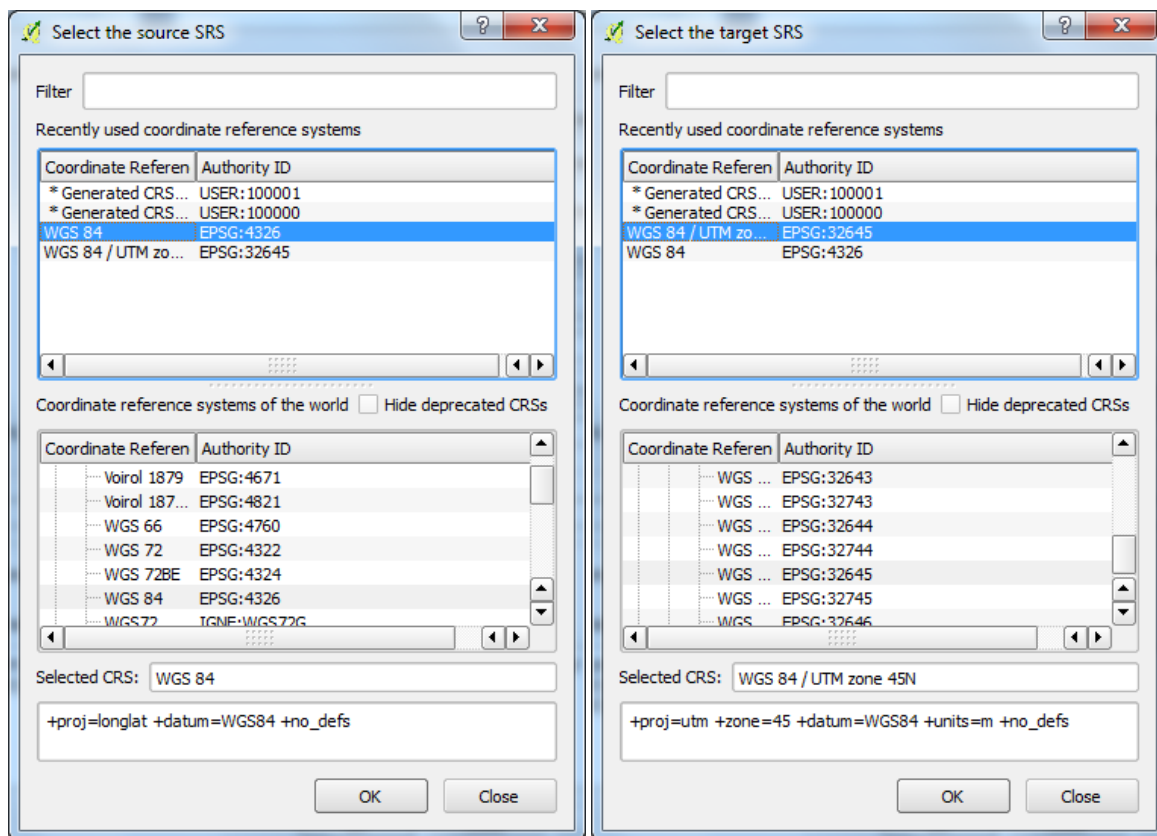 Select the source SRS
Filter
Recently used coordinate reference systems
Coordinate Referen Authority ID
* Generated CRS... USER:100001
* Generated CRS... USER:100000
WGS 84 EPSG:4326
WGS 84 / UTM zo... EPSG:32645
Coordinate reference systems of the world Hide deprecated CRSs
Coordinate Referen Authority ID
Voirol 1879 EPSG:4671
Voirol 187... EPSG:4821
WGS 66 EPSG:4760
WGS 72 EPSG:4322
WGS 72BE EPSG:4324
WGS 84 EPSG:4326
WGS72 IGNF:WGS72G
Selected CRS: WGS 84
+proj=longlat +datum=WGS84 +no_defs
OK Close
Select the target SRS
Filter
Recently used coordinate reference systems
Coordinate Referen Authority ID
* Generated CRS... USER:100001
* Generated CRS... USER:100000
WGS 84 / UTM zo... EPSG:32645
WGS 84 EPSG:4326
Coordinate reference systems of the world Hide deprecated CRSs
Coordinate Referen Authority ID
WGS ... EPSG:32643
WGS ... EPSG:32743
WGS ... EPSG:32644
WGS ... EPSG:32744
WGS ... EPSG:32645
WGS ... EPSG:32745
WGS ... EPSG:32646
Selected CRS: WGS 84 / UTM zone 45N
+proj=utm +zone=45 +datum=WGS84 +units=m +no_defs
OK Close